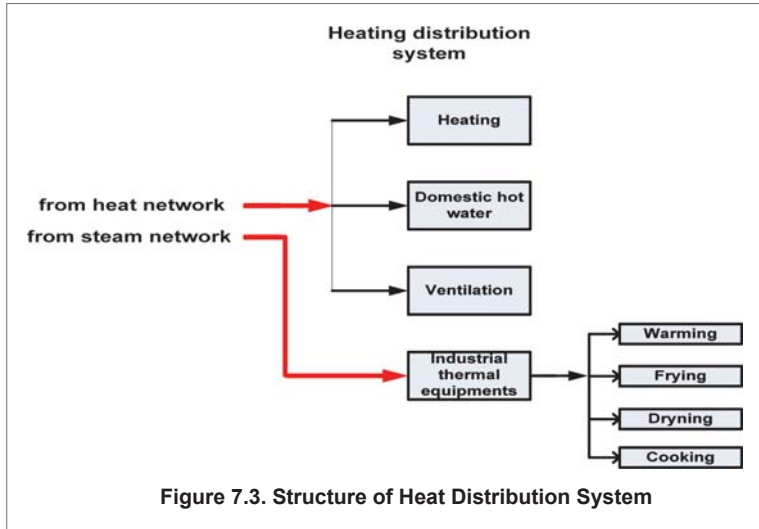 Heating distribution
system
Heating
from heat network
Domestic hot
water
from steam network
Ventilation
Industrial
thermal
equipments
Warming
Frying
Dryning
Cooking
Figure 7.3. Structure of Heat Distribution System